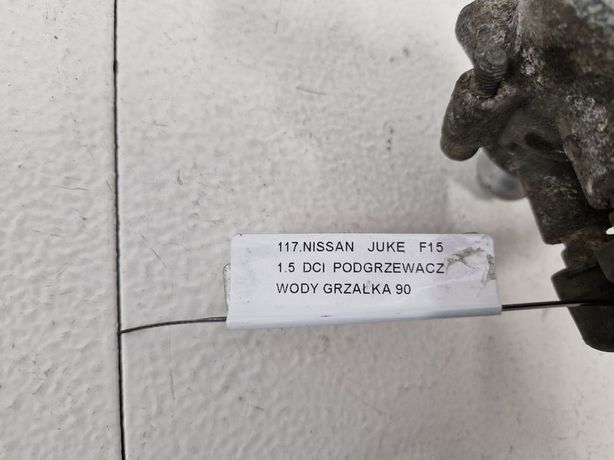 117.NISSAN JUKE F15
1.5 DCI PODGRZEWACZ
WODY GRZAŁKA 90